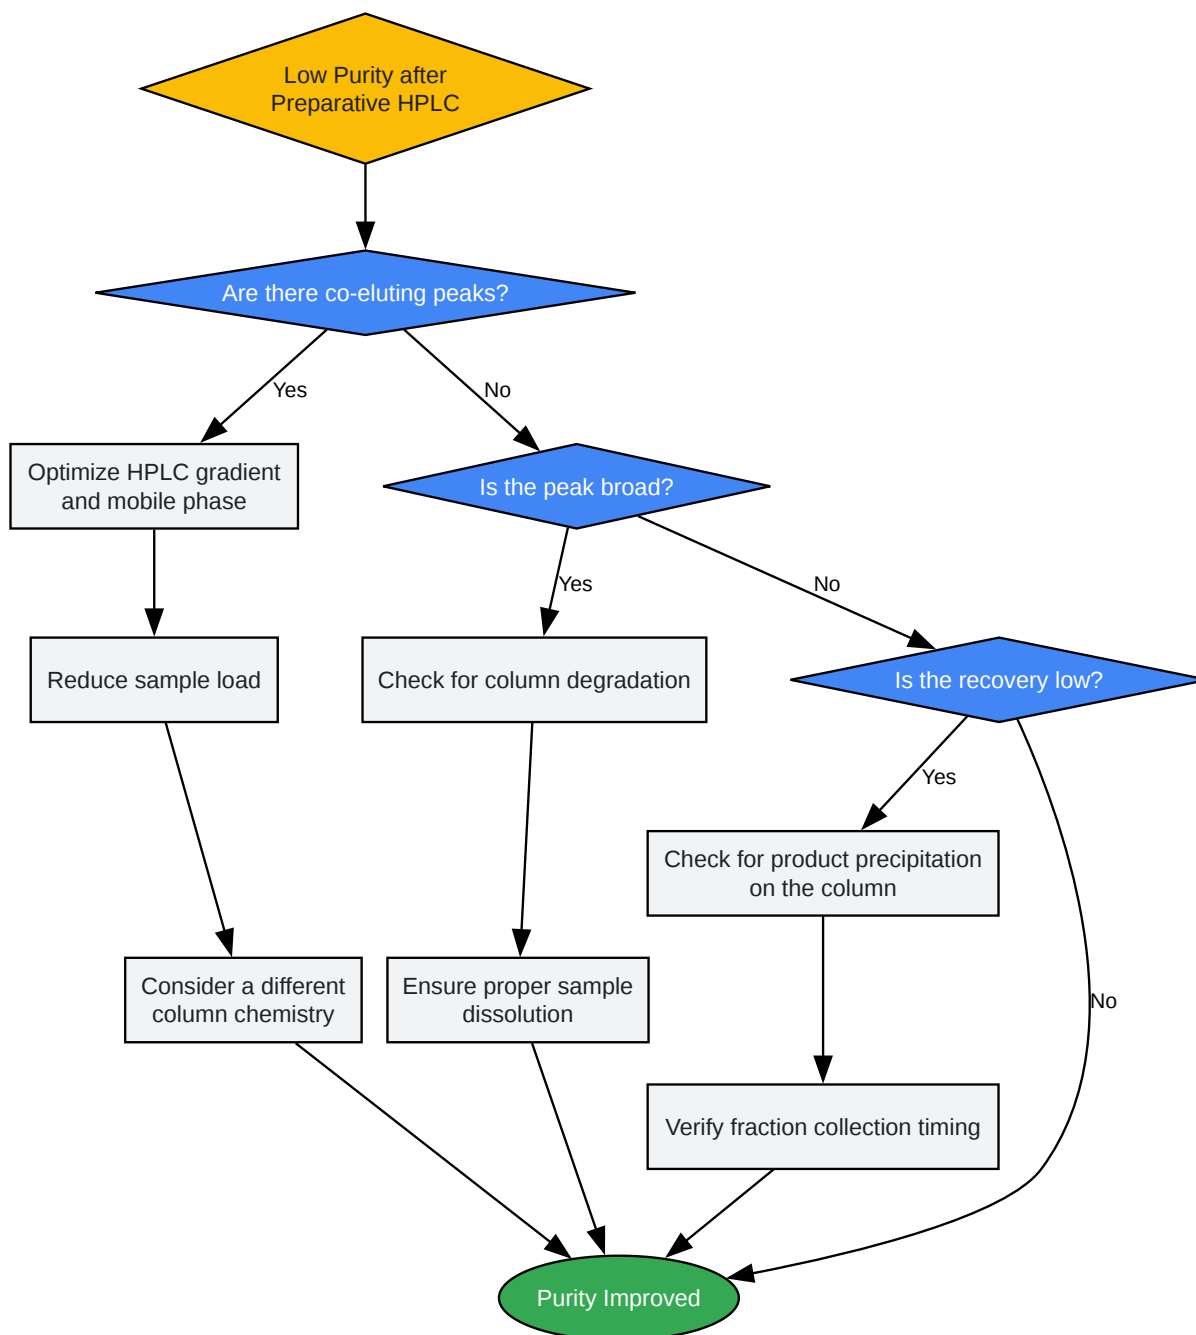 Low Purity after
Preparative HPLC
Are there co-eluting peaks?
Yes
No
Optimize HPLC gradient
and mobile phase
Is the peak broad?
Yes
No
Reduce sample load
Check for column degradation
Is the recovery low?
Yes
Check for product precipitation
on the column
Consider a different
column chemistry
Ensure proper sample
dissolution
No
Verify fraction collection timing
Purity Improved